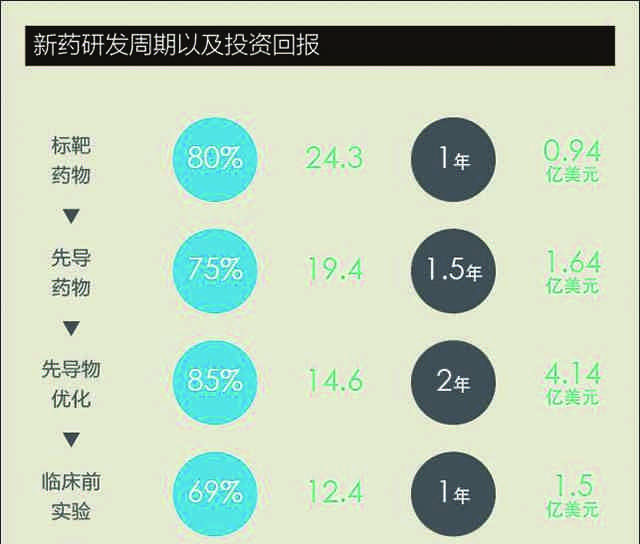 新药研发周期以及投资回报
标靶
药物
80%
24.3
1年
0.94
亿美元
先导
药物
75%
19.4
1.5年
1.64
亿美元
先导物
优化
85%
14.6
2年
4.14
亿美元
临床前
实验
69%
12.4
1年
1.5
亿美元